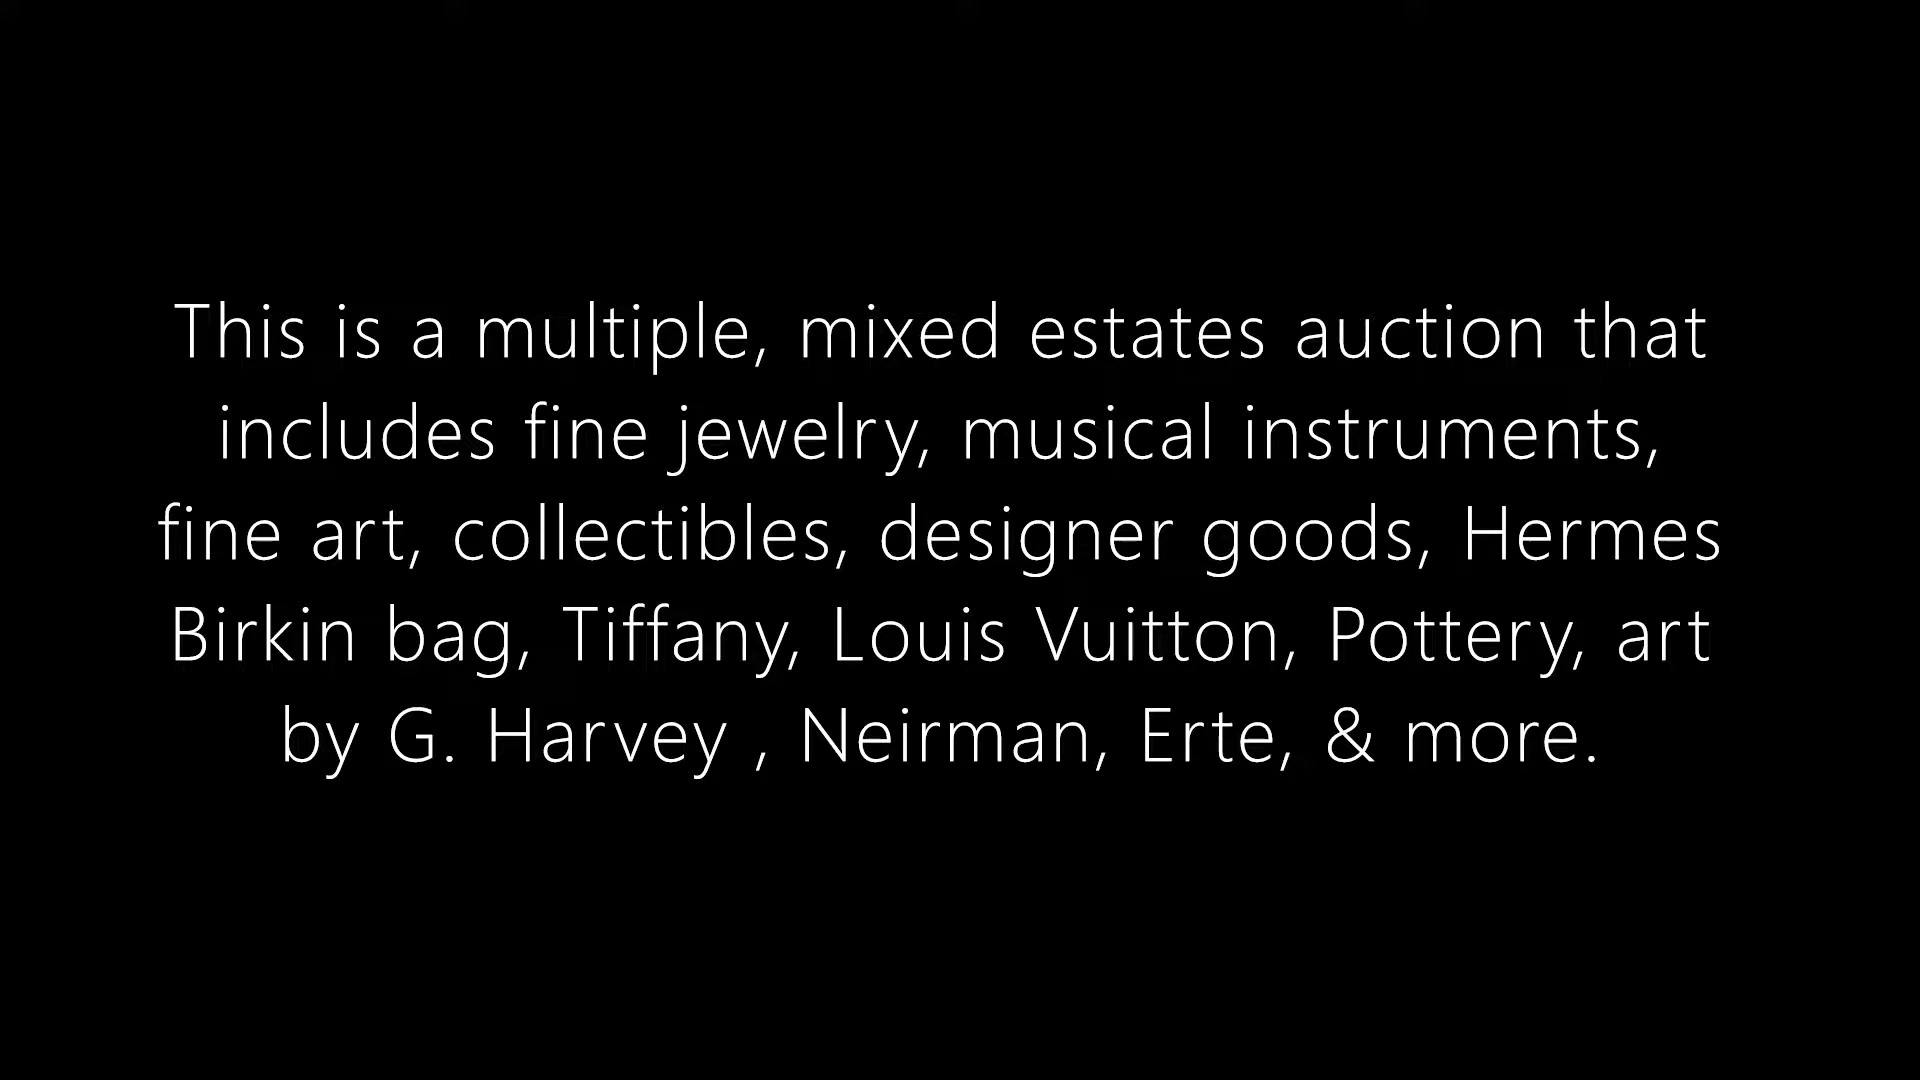 This is a multiple, mixed estates auction that
includes fine jewelry, musical instruments,
fine art, collectibles, designer goods, Hermes
Birkin bag, Tiffany, Louis Vuitton, Pottery, art
by G. Harvey , Neirman, Erte, & more.